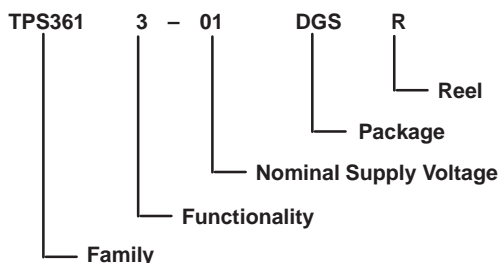 TPS361 3 – 01 DGS R
Reel
Package
Nominal Supply Voltage
Functionality
Family